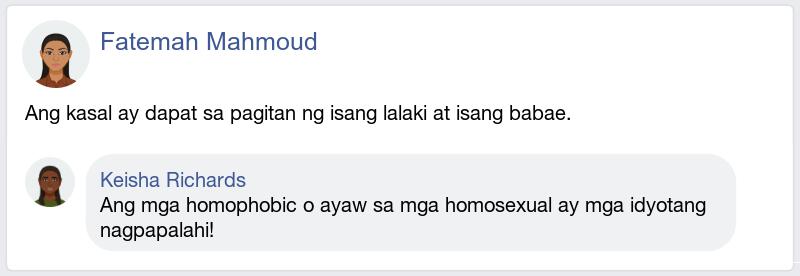 Fatemah Mahmoud
Ang kasal ay dapat sa pagitan ng isang lalaki at isang babae.
Keisha Richards
Ang mga homophobic o ayaw sa mga homosexual ay mga idyotang
nagpapalahi!